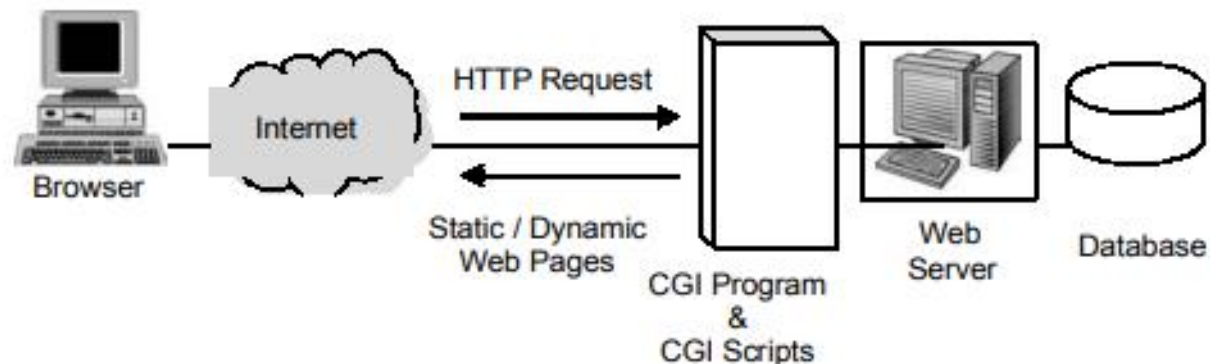 HTTP Request
Internet
Browser
Static / Dynamic
Web Pages
CGI Program
&
CGI Scripts
Web
Server
Database